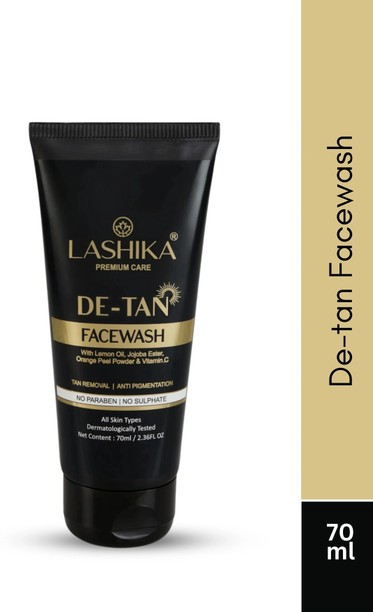 LASHIKA®
PREMIUM CARE
DE-TAN
FACEWASH
With Lemon Oil, Jojoba Ester,
Orange Peel Powder & Vitamin.C
TAN REMOVAL | ANTI PIGMENTATION
NO PARABEN | NO SULPHATE
All Skin Types
Dermatologically Tested
Net Content : 70ml / 2.36FL OZ
De-tan Facewash
70
ml